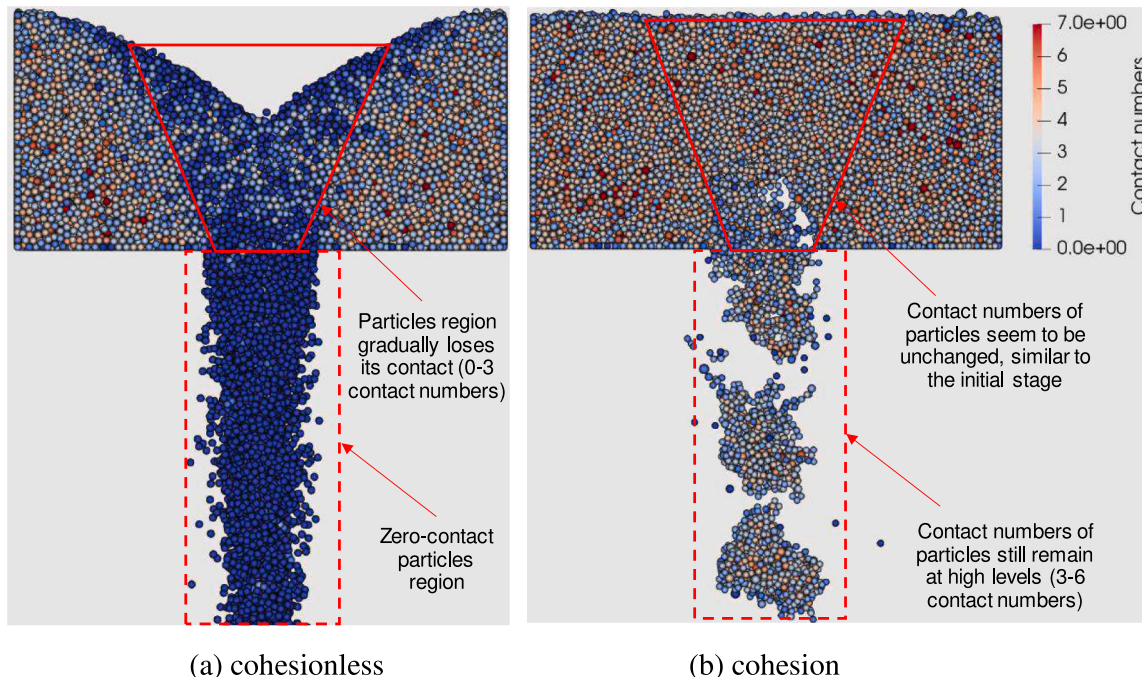 Particles region
gradually loses
its contact (0-3
contact numbers)
Zero-contact
particles
region
7.0e+00
6
5
4
3
2
1
0.0e+00
Contact numbers
Contact numbers of
particles seem to be
unchanged, similar to
the initial stage
Contact numbers of
particles still remain
at high levels (3-6
contact numbers)
(a) cohesionless
(b) cohesion